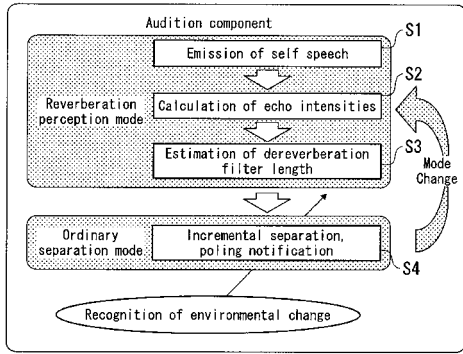 Audition component
Emission of self speech
S1
S2
Reverberation
perception mode
Calculation of echo intensities
Estimation of dereverberation
filter length
S3
Mode
Change
Ordinary
separation mode
Incremental separation,
poling notification
S4
Recognition of environmental change